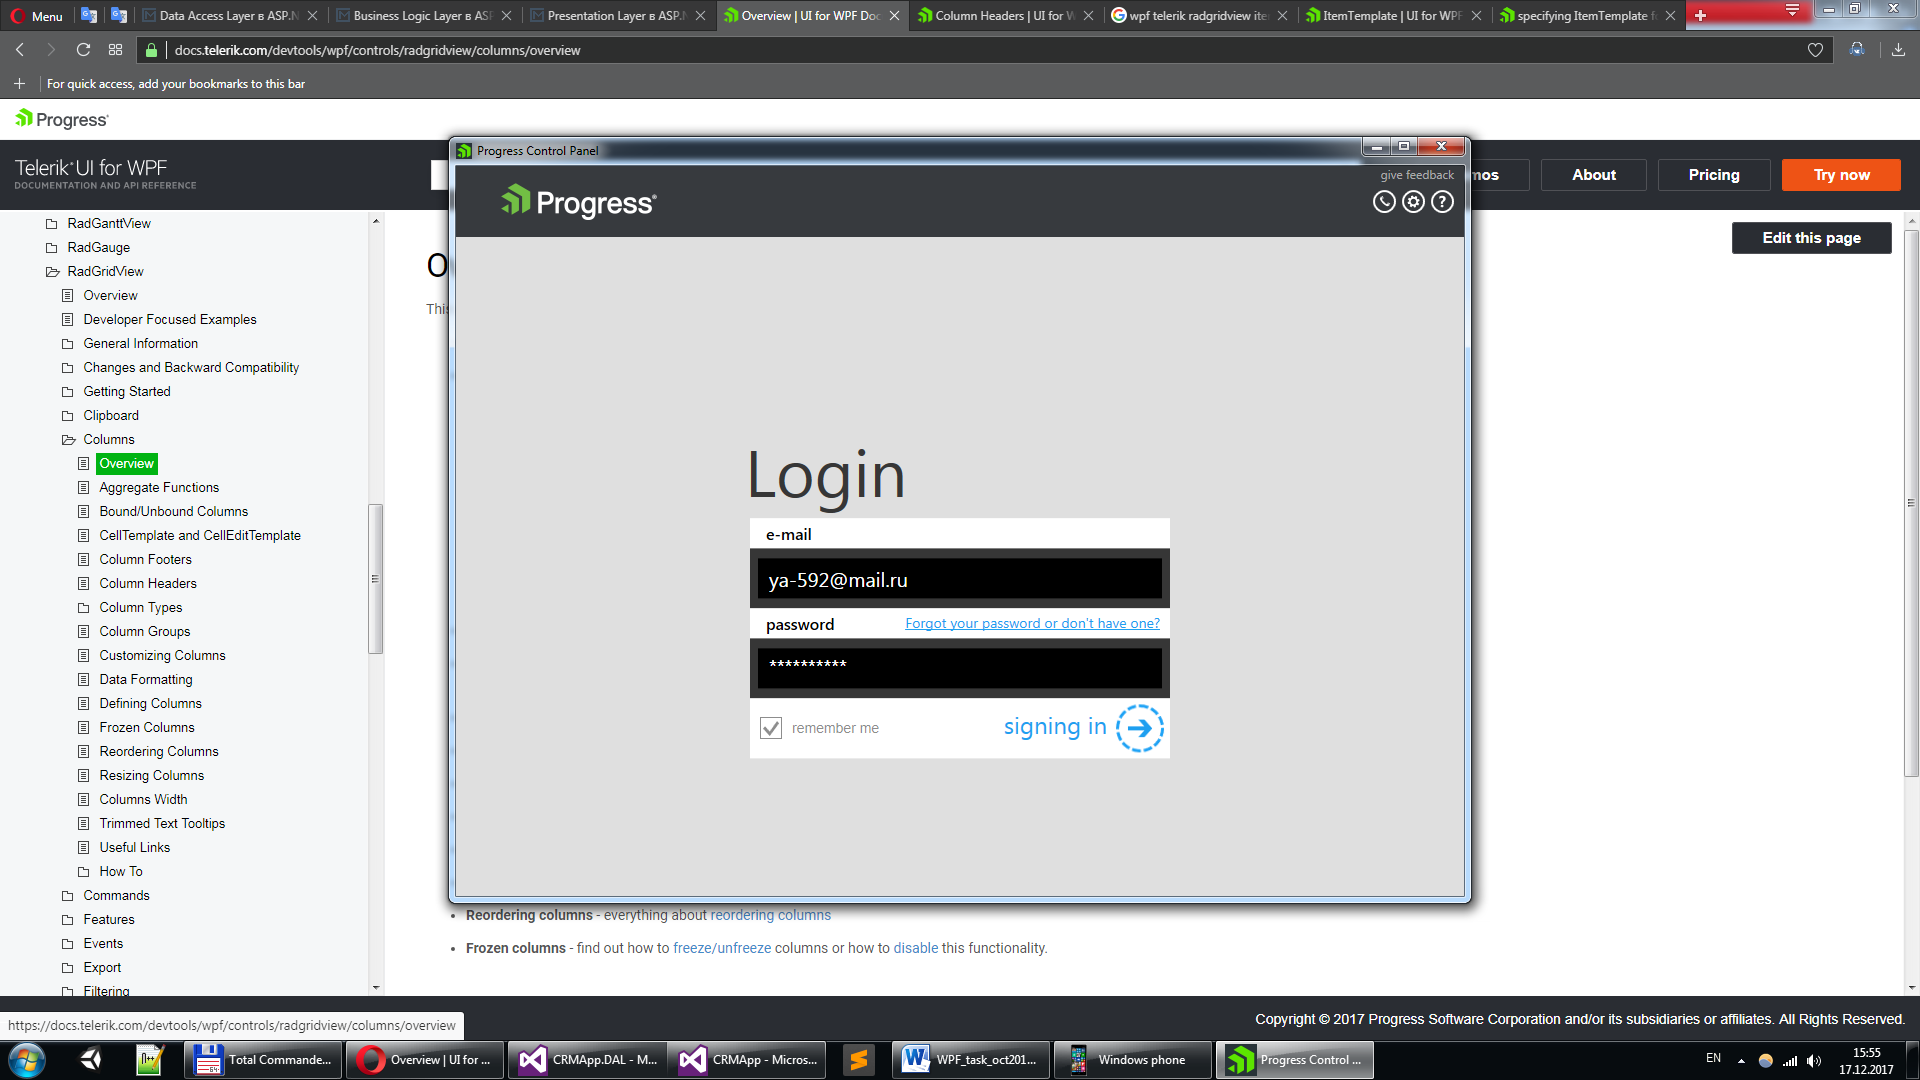 Menu
Data Access Layer в ASP.N
Business Logic Layer в ASP
Presentation Layer в ASP.N
Overview | UI for WPF Doc
Column Headers | UI for W
wpf telerik radgridview ite
ItemTemplate | UI for WPF
specifying ItemTemplate f
docs.telerik.com/devtools/wpf/controls/radgridview/columns/overview
For quick access, add your bookmarks to this bar
Progress
Telerik UI for WPF
DOCUMENTATION AND API REFERENCE
mos
About
Pricing
Try now
RadGanttView
RadGauge
RadGridView
Overview
Developer Focused Examples
General Information
Changes and Backward Compatibility
Getting Started
Clipboard
Columns
Overview
Aggregate Functions
Bound/Unbound Columns
CellTemplate and CellEditTemplate
Column Footers
Column Headers
Column Types
Column Groups
Customizing Columns
Data Formatting
Defining Columns
Frozen Columns
Reordering Columns
Resizing Columns
Columns Width
Trimmed Text Tooltips
Useful Links
How To
Commands
Features
Events
Export
Filtering
Edit this page
O
This
Progress Control Panel
give feedback
Progress
Login
e-mail
ya-592@mail.ru
password
Forgot your password or don't have one?
**********
remember me
signing in
Reordering columns - everything about reordering columns
Frozen columns - find out how to freeze/unfreeze columns or how to disable this functionality.
https://docs.telerik.com/devtools/wpf/controls/radgridview/columns/overview
Copyright © 2017 Progress Software Corporation and/or its subsidiaries or affiliates. All Rights Reserved.
Total Commande...
Overview | UI for ...
CRMApp.DAL - M...
CRMApp - Micros...
WPF_task_oct201...
Windows phone
Progress Control ...
EN
15:55
17.12.2017